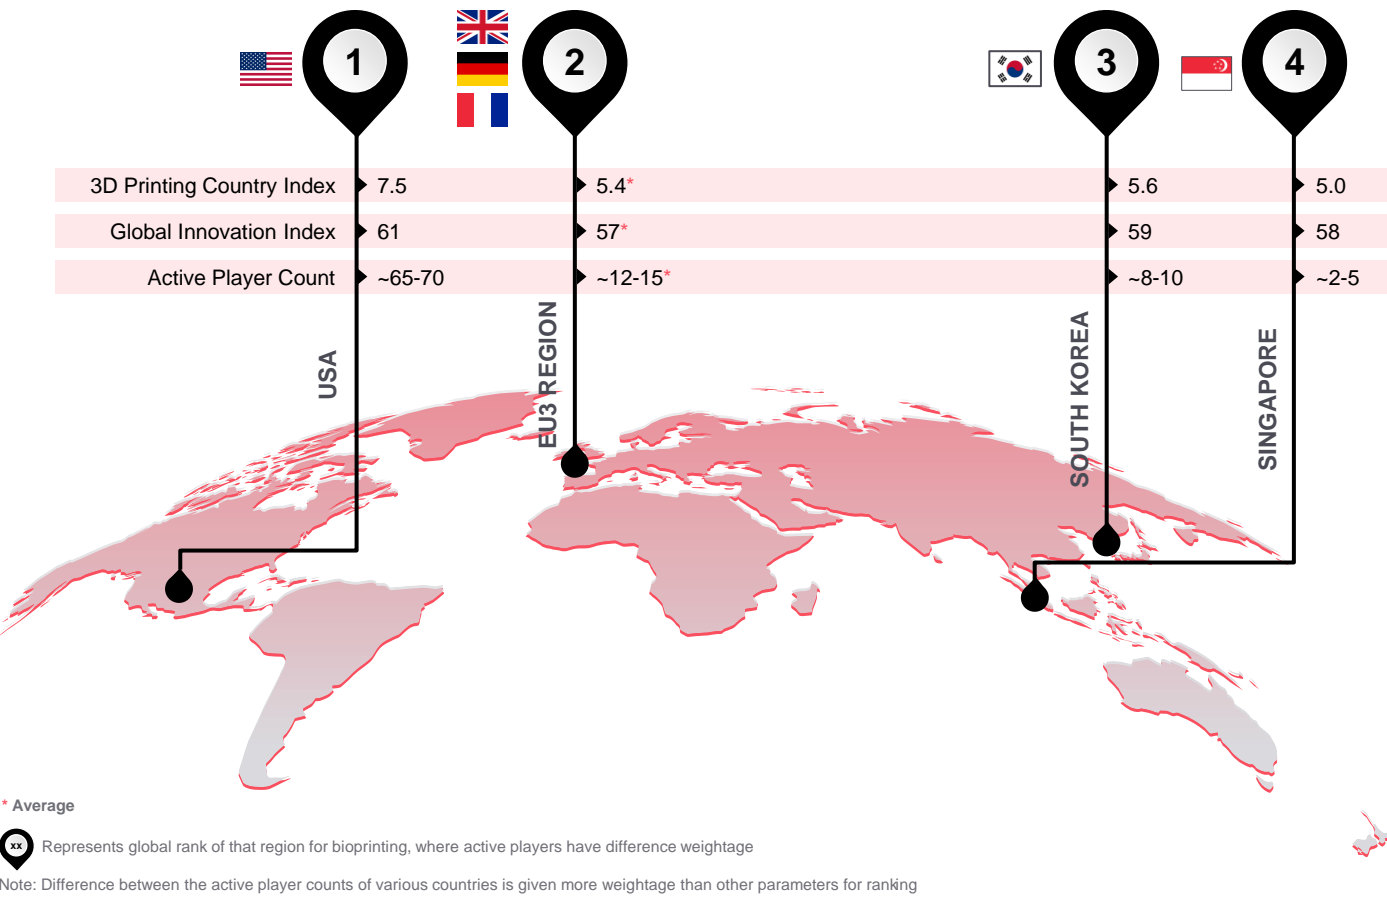 1
2
3
4
3D Printing Country Index 7.5 5.4* 5.6 5.0
Global Innovation Index 61 57* 59 58
Active Player Count ~65-70 ~12-15* ~8-10 ~2-5
USA
EU3 REGION
SOUTH KOREA
SINGAPORE
* Average
xx Represents global rank of that region for bioprinting, where active players have difference weightage
Note: Difference between the active player counts of various countries is given more weightage than other parameters for ranking